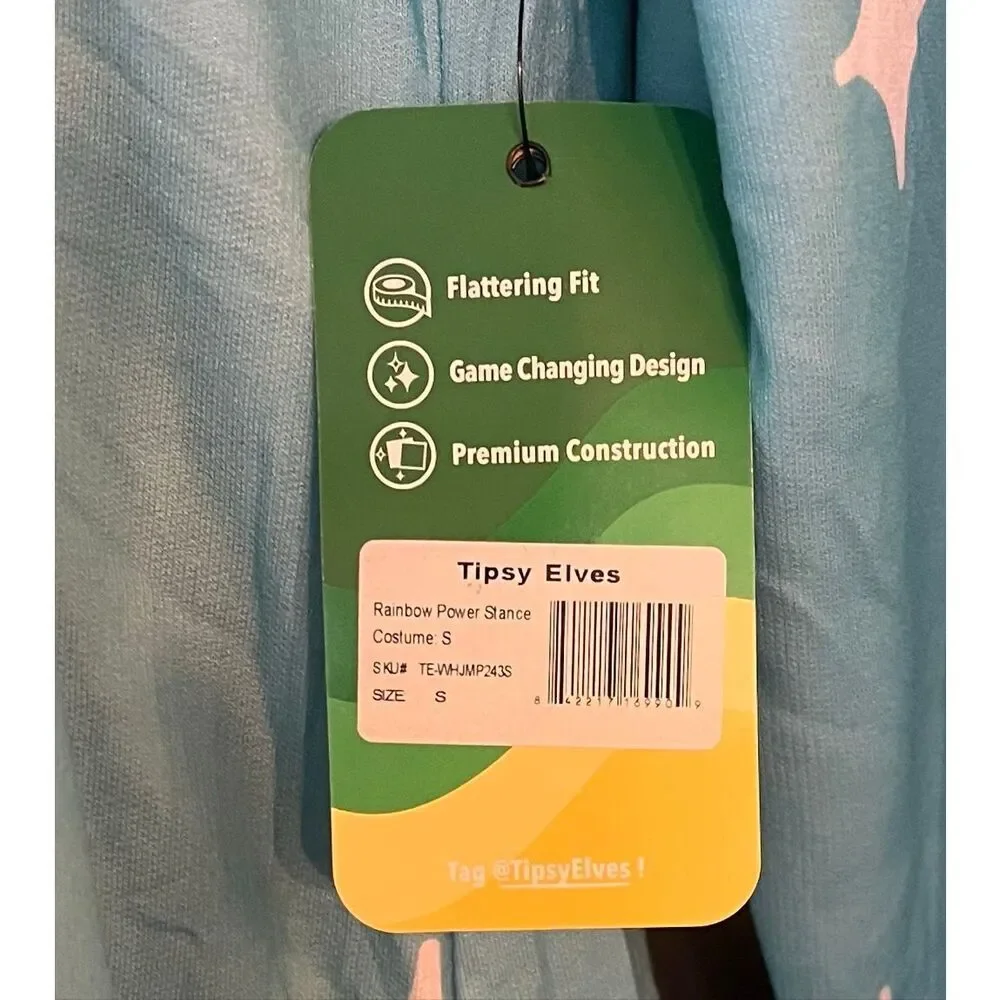 Flattering Fit
Game Changing Design
Premium Construction
Tipsy Elves
Rainbow Power Stance
Costume: S
SKU# TE-WHJMP243S
SIZE S
8 42217 16990 9
Tag @TipsyElves !